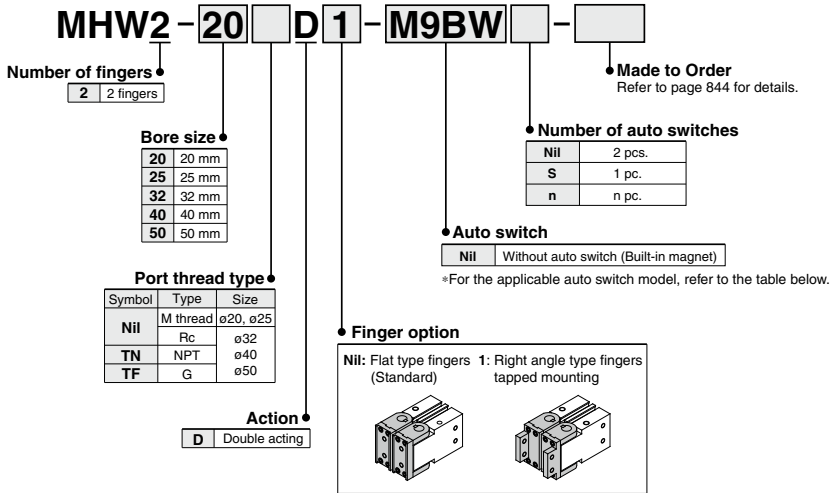 MHW2-20 D1-M9BW -
Number of fingers
2 2 fingers
Made to Order
Refer to page 844 for details.
Bore size
20 20 mm
25 25 mm
32 32 mm
40 40 mm
50 50 mm
Number of auto switches
Nil 2 pcs.
S 1 pc.
n n pc.
Auto switch
Nil Without auto switch (Built-in magnet)
*For the applicable auto switch model, refer to the table below.
Port thread type
Symbol Type Size
Nil M thread ø20, ø25
Rc ø32
TN NPT ø40
TF G ø50
Finger option
Nil: Flat type fingers
(Standard)
1: Right angle type fingers
tapped mounting
Action
D Double acting